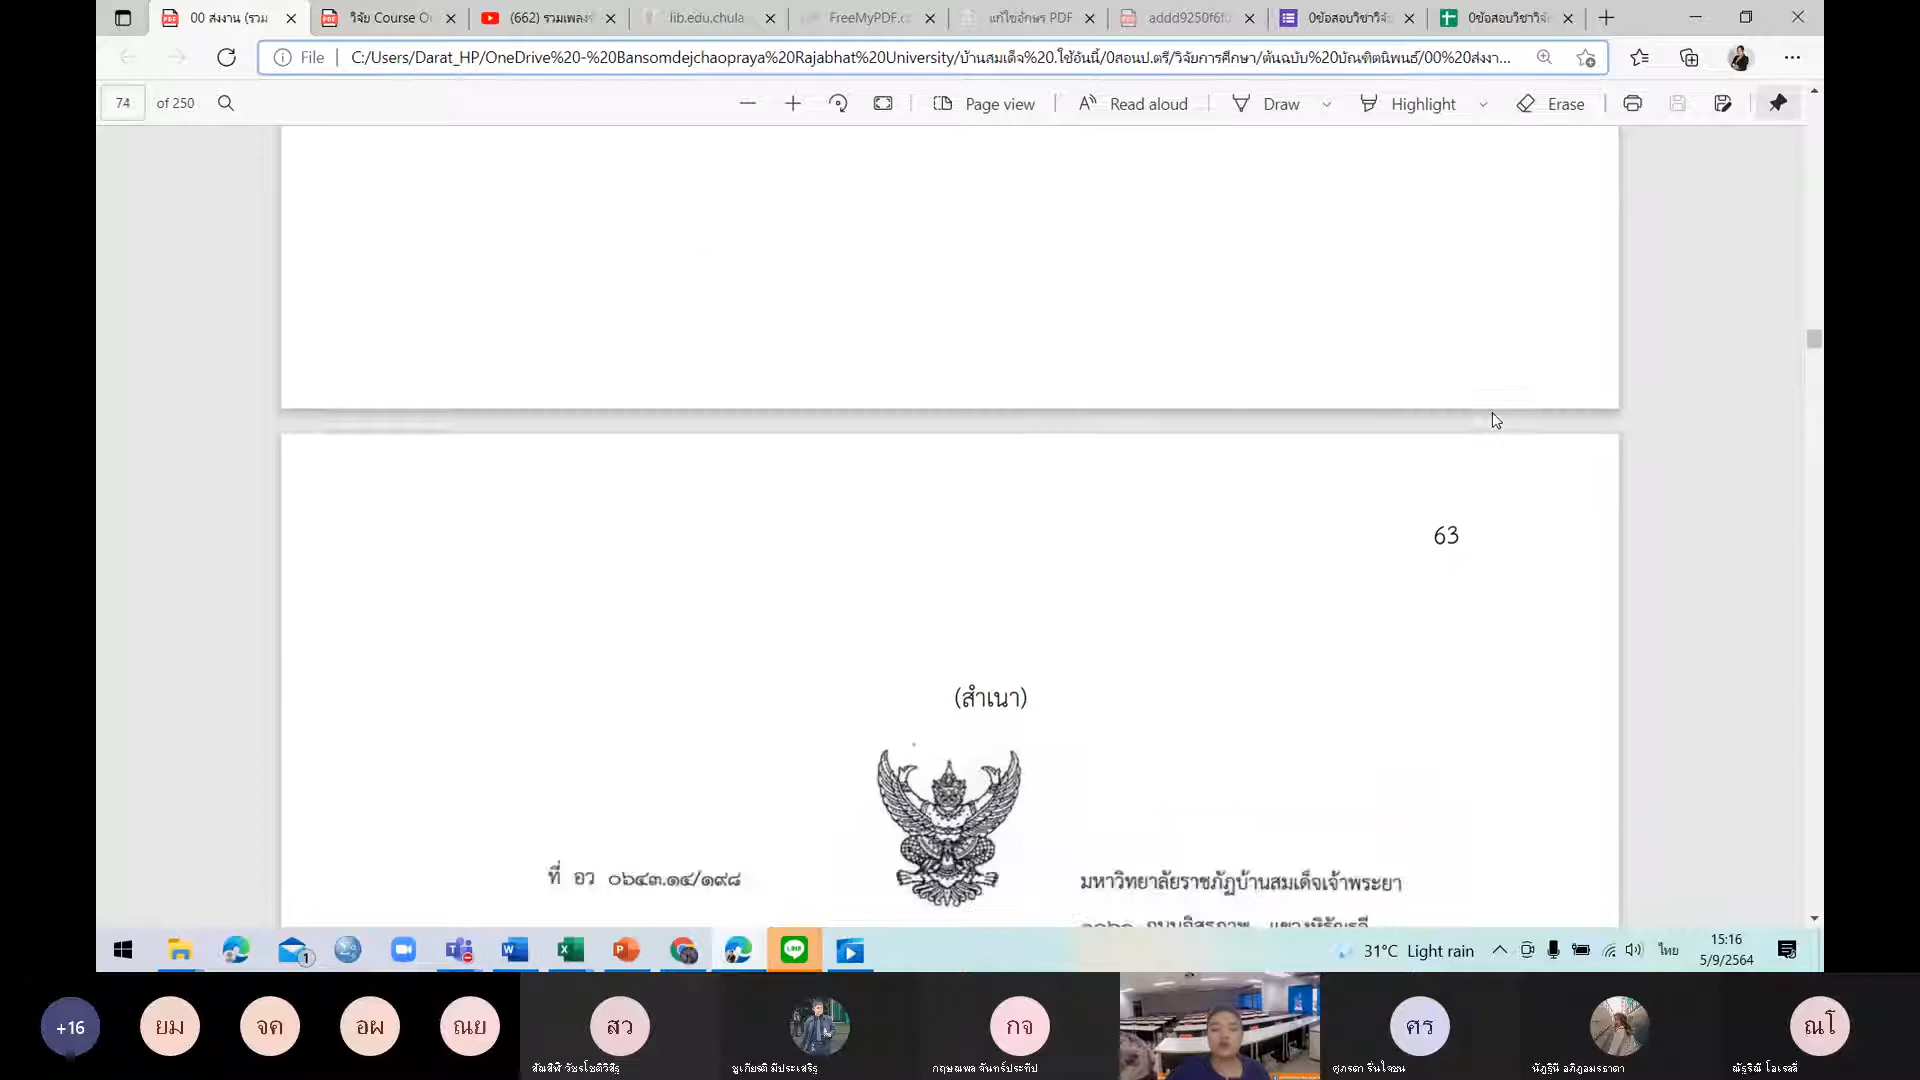 00 ส่งงาน (รวม
วิจัย Course O
(662) รวมเพลง
lib.edu.chula
FreeMyPDF.c
แก้ไขอักษร PDF
addd9250f6f
0ข้อสอบวิชาวิจั
0ข้อสอบวิชาวิจั
File
C:/Users/Darat_HP/OneDrive%20-%20Bansomdejchaopraya%20Rajabhat%20University/บ้านสมเด็จ%20.ใช้อันนี้/0สอนป.ตรี/วิจัยการศึกษา/ต้นฉบับ%20บัณฑิตนิพนธ์/00%20ส่งงา...
74 of 250
Page view
Read aloud
Draw
Highlight
Erase
63
(สำเนา)
ที่ อว ๐๖๔๓.๑๔/๑๙๘
มหาวิทยาลัยราชภัฏบ้านสมเด็จเจ้าพระยา
31°C Light rain
ไทย
15:16
5/9/2564
+16
ยม
จค
อผ
ณย
สว
กจ
ศร
ณโ